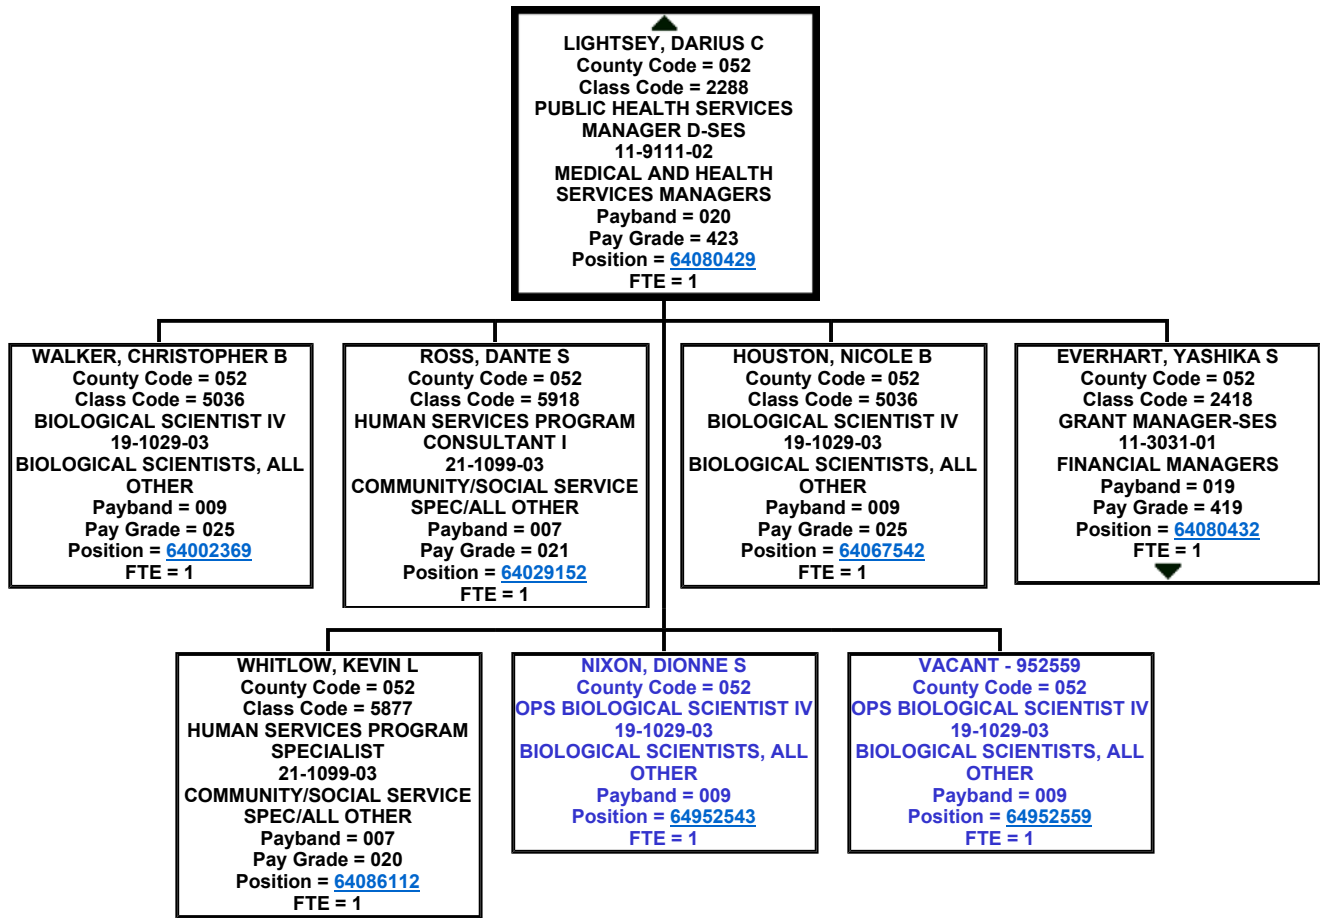 LIGHTSEY, DARIUS C
County Code = 052
Class Code = 2288
PUBLIC HEALTH SERVICES
MANAGER D-SES
11-9111-02
MEDICAL AND HEALTH
SERVICES MANAGERS
Payband = 020
Pay Grade = 423
Position = 64080429
FTE = 1
WALKER, CHRISTOPHER B
County Code = 052
Class Code = 5036
BIOLOGICAL SCIENTIST IV
19-1029-03
BIOLOGICAL SCIENTISTS, ALL
OTHER
Payband = 009
Pay Grade = 025
Position = 64002369
FTE = 1
ROSS, DANTE S
County Code = 052
Class Code = 5918
HUMAN SERVICES PROGRAM
CONSULTANT I
21-1099-03
COMMUNITY/SOCIAL SERVICE
SPEC/ALL OTHER
Payband = 007
Pay Grade = 021
Position = 64029152
FTE = 1
HOUSTON, NICOLE B
County Code = 052
Class Code = 5036
BIOLOGICAL SCIENTIST IV
19-1029-03
BIOLOGICAL SCIENTISTS, ALL
OTHER
Payband = 009
Pay Grade = 025
Position = 64067542
FTE = 1
EVERHART, YASHIKA S
County Code = 052
Class Code = 2418
GRANT MANAGER-SES
11-3031-01
FINANCIAL MANAGERS
Payband = 019
Pay Grade = 419
Position = 64080432
FTE = 1
WHITLOW, KEVIN L
County Code = 052
Class Code = 5877
HUMAN SERVICES PROGRAM
SPECIALIST
21-1099-03
COMMUNITY/SOCIAL SERVICE
SPEC/ALL OTHER
Payband = 007
Pay Grade = 020
Position = 64086112
FTE = 1
NIXON, DIONNE S
County Code = 052
OPS BIOLOGICAL SCIENTIST IV
19-1029-03
BIOLOGICAL SCIENTISTS, ALL
OTHER
Payband = 009
Position = 64952543
FTE = 1
VACANT - 952559
County Code = 052
OPS BIOLOGICAL SCIENTIST IV
19-1029-03
BIOLOGICAL SCIENTISTS, ALL
OTHER
Payband = 009
Position = 64952559
FTE = 1